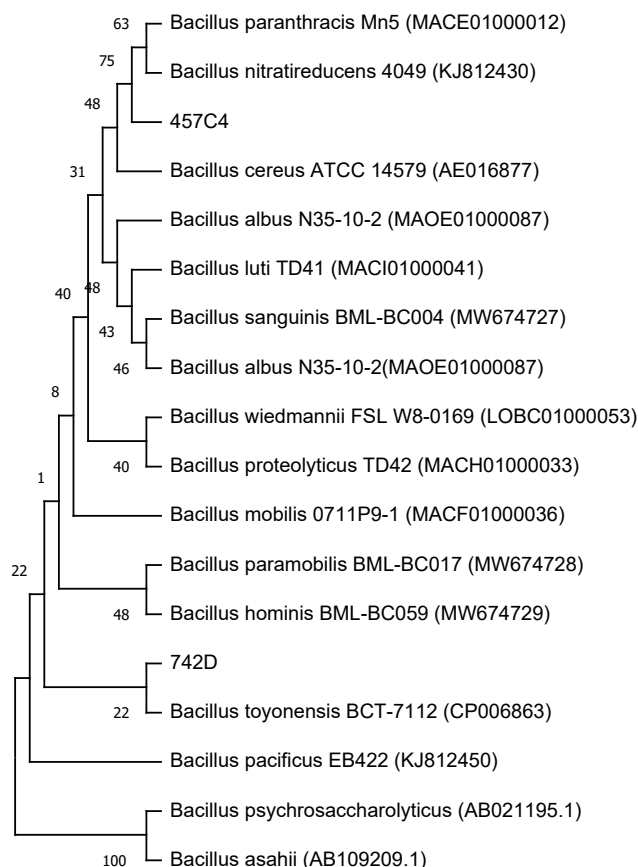 63
Bacillus paranthracis Mn5 (MACE01000012)
75
Bacillus nitratireducens 4049 (KJ812430)
48
457C4
31
Bacillus cereus ATCC 14579 (AE016877)
Bacillus albus N35-10-2 (MAOE01000087)
40
48
Bacillus luti TD41 (MACI01000041)
43
Bacillus sanguinis BML-BC004 (MW674727)
46
Bacillus albus N35-10-2(MAOE01000087)
8
Bacillus wiedmannii FSL W8-0169 (LOBC01000053)
40
Bacillus proteolyticus TD42 (MACH01000033)
1
Bacillus mobilis 0711P9-1 (MACF01000036)
22
Bacillus paramobilis BML-BC017 (MW674728)
48
Bacillus hominis BML-BC059 (MW674729)
742D
22
Bacillus toyonensis BCT-7112 (CP006863)
Bacillus pacificus EB422 (KJ812450)
Bacillus psychrosaccharolyticus (AB021195.1)
100
Bacillus asahii (AB109209.1)